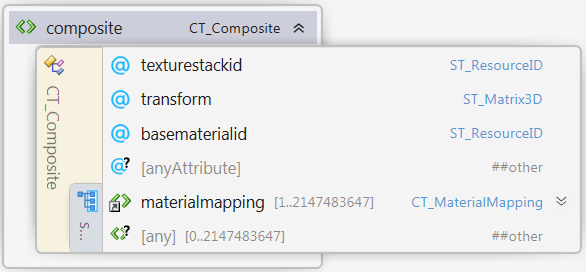 composite CT_Composite
@ texturestackid ST_ResourceID
@ transform ST_Matrix3D
@ basematerialid ST_ResourceID
@? [anyAttribute] ##other
materialmapping [1..2147483647] CT_MaterialMapping
? [any] [0..2147483647] ##other
CT_Composite
S...